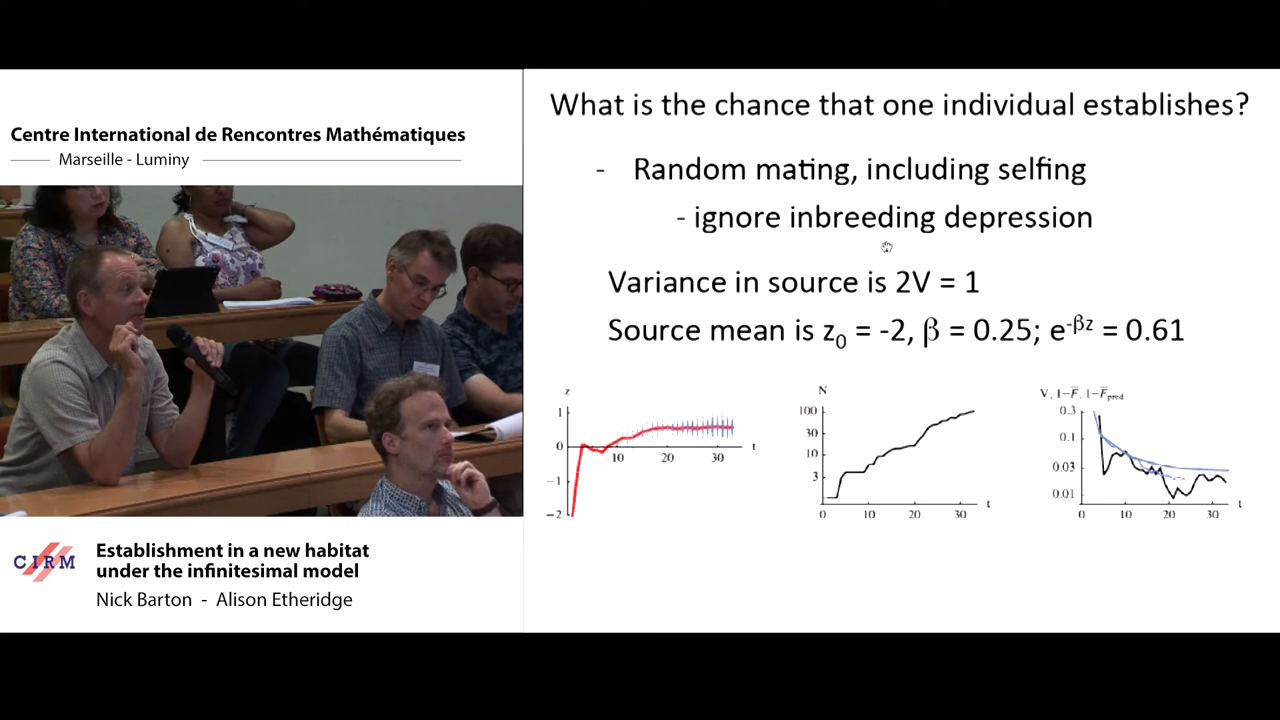 Centre International de Rencontres Mathématiques
Marseille - Luminy
CIRM
Establishment in a new habitat
under the infinitesimal model
Nick Barton - Alison Etheridge
What is the chance that one individual establishes?
- Random mating, including selfing
- ignore inbreeding depression
Variance in source is 2V = 1
Source mean is z₀ = -2, β = 0.25; e^-βz = 0.61
z
1
0
-1
-2
10 20 30
t
N
100
30
10
3
0 10 20 30
t
V, 1-F̅, 1-F̅pred
0.3
0.1
0.03
0.01
0 10 20 30
t